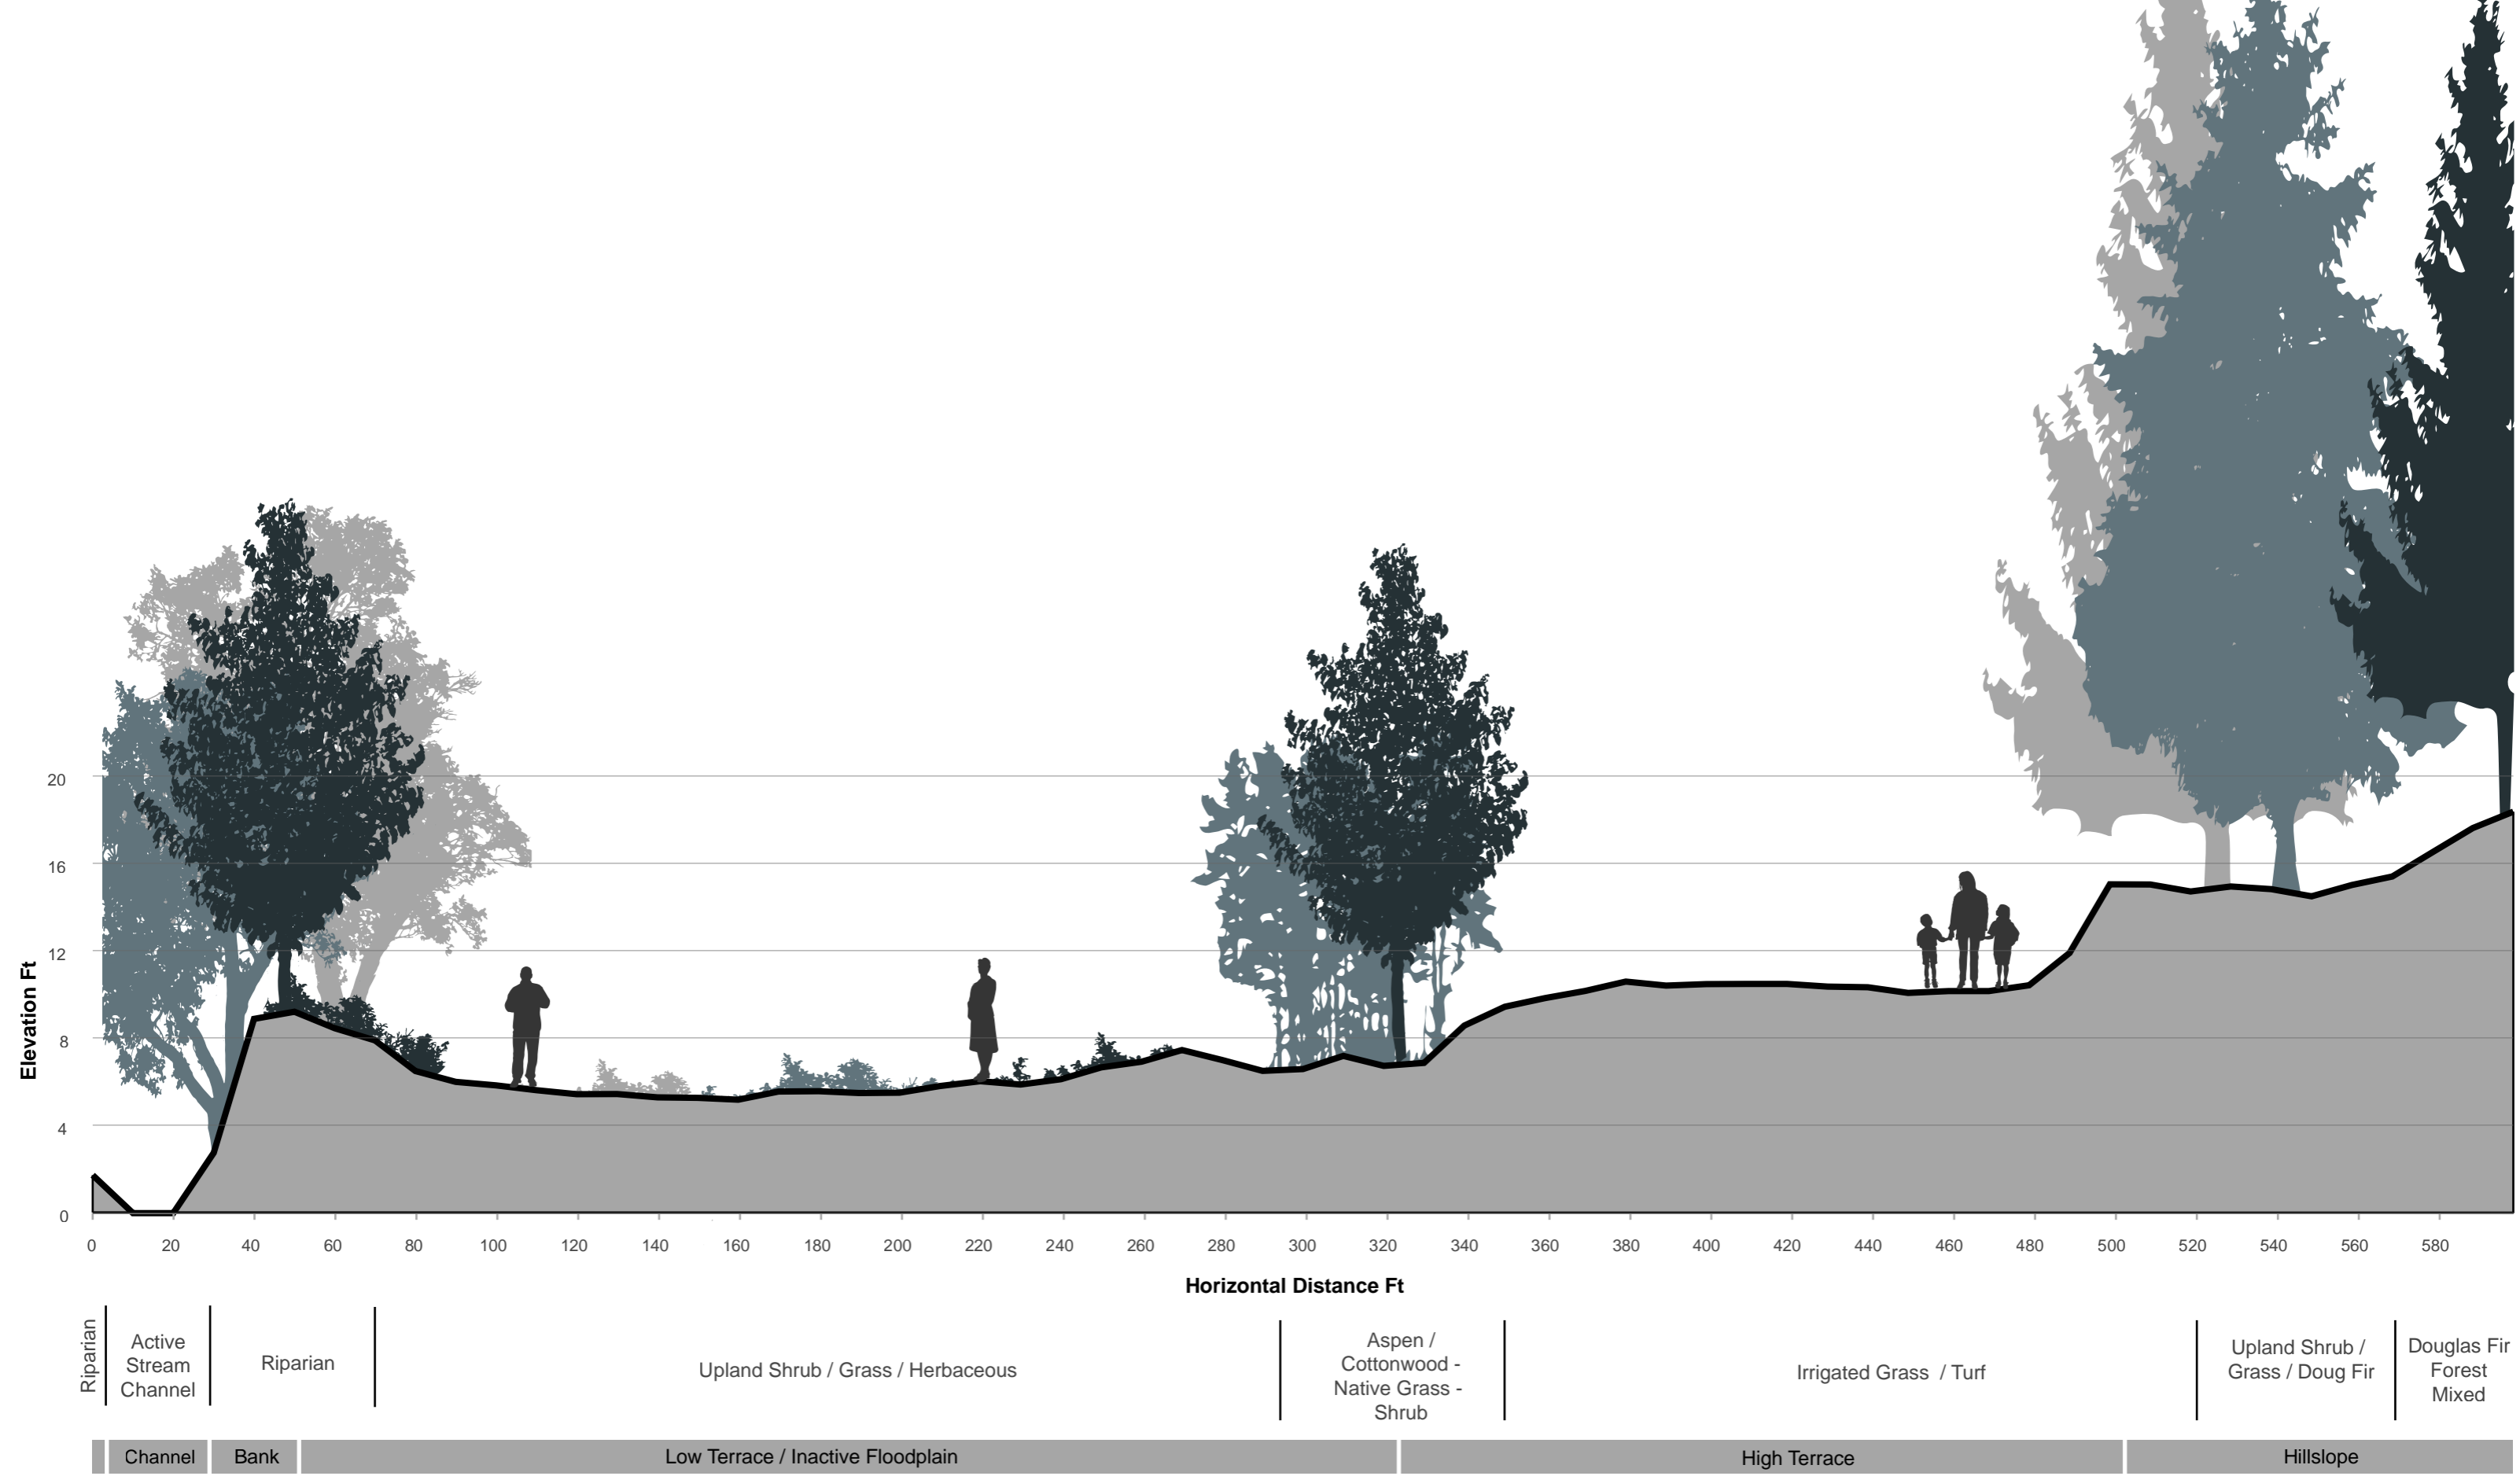 20
16
12
8
4
0
Elevation Ft
0 20 40 60 80 100 120 140 160 180 200 220 240 260 280 300 320 340 360 380 400 420 440 460 480 500 520 540 560 580
Horizontal Distance Ft
Riparian
Active
Stream
Channel
Riparian
Upland Shrub / Grass / Herbaceous
Aspen /
Cottonwood -
Native Grass -
Shrub
Irrigated Grass / Turf
Upland Shrub /
Grass / Doug Fir
Douglas Fir
Forest
Mixed
Channel
Bank
Low Terrace / Inactive Floodplain
High Terrace
Hillslope